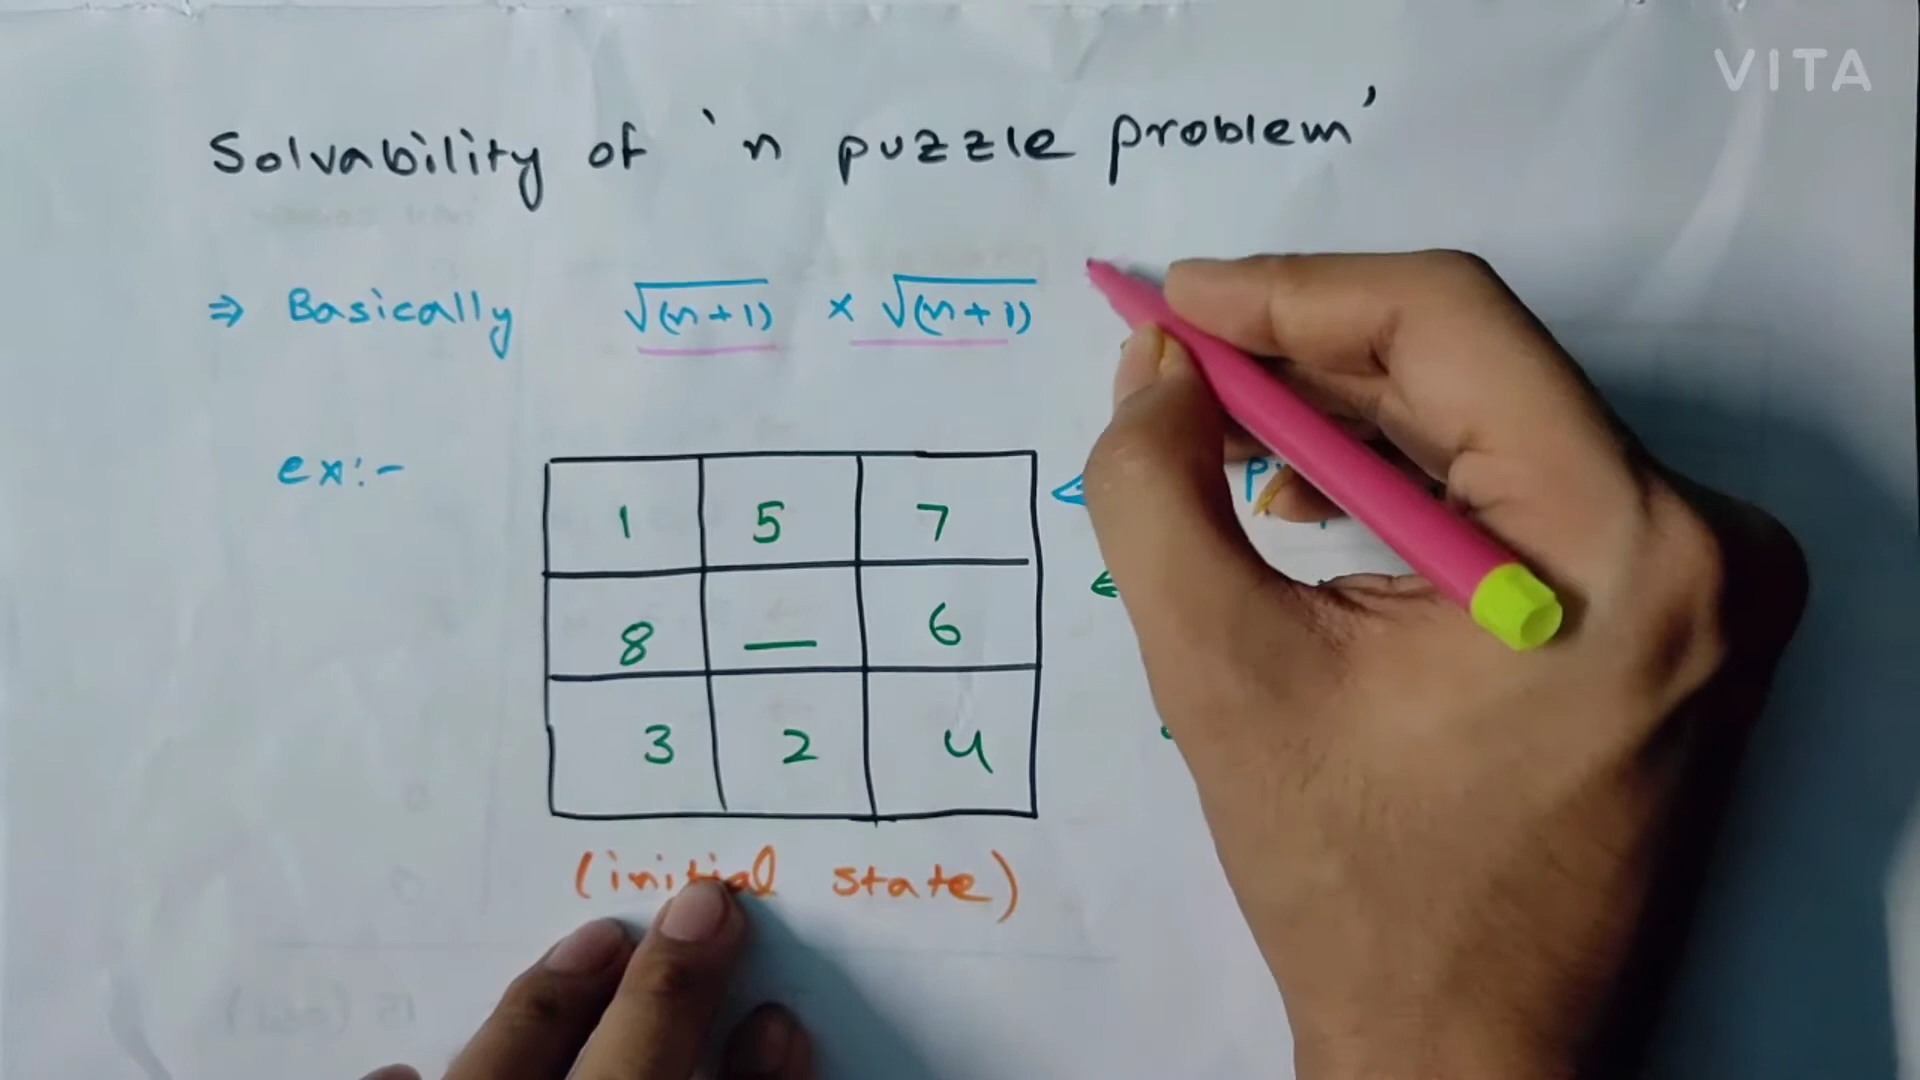 VITA
Solvability of 'n puzzle problem'
⇒ Basically √(n+1) × √(n+1)
ex:-
1 5 7
8 — 6
3 2 4
(initial state)